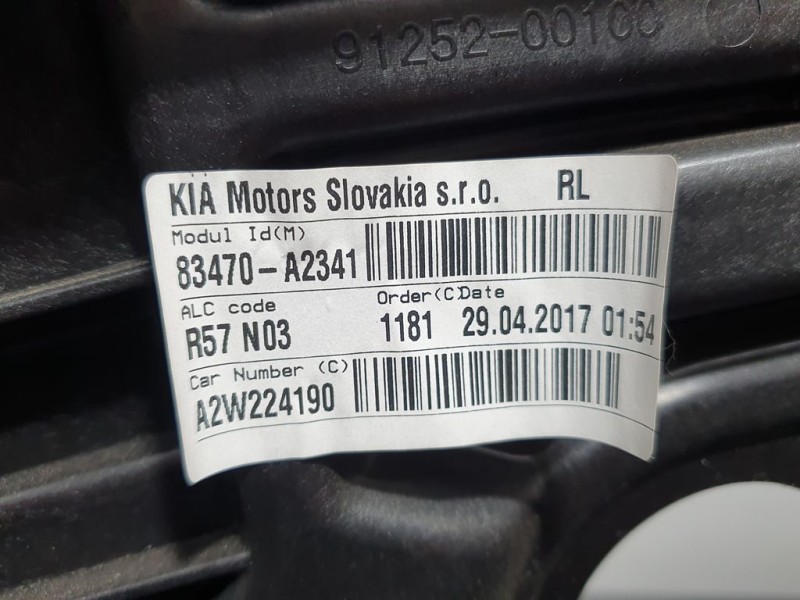 91252-00100
KIA Motors Slovakia s.r.o. RL
Modul Id(M)
83470-A2341
ALC code Order(C)Date
R57 N03 1181 29.04.2017 01:54
Car Number (C)
A2W224190